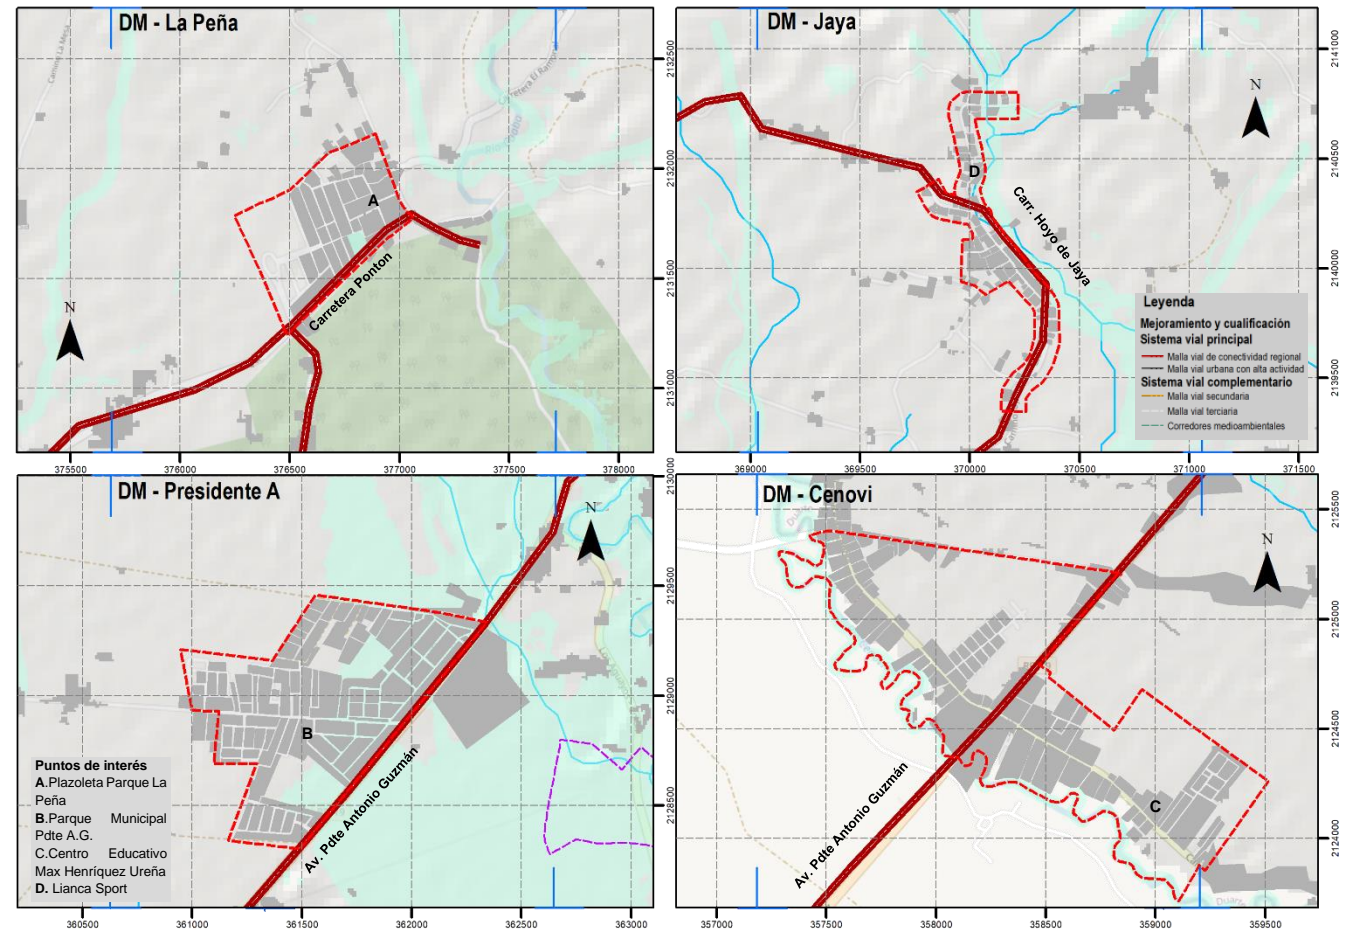 DM - La Peña
N
A
Carretera Ponton
2132500
2132000
2131500
2131000
375500
376000
376500
377000
377500
378000
DM - Jaya
N
D
Carr. Hoyo de Jaya
2141000
2140500
2140000
2139500
Leyenda
Mejoramiento y cualificación
Sistema vial principal
Malla vial de conectividad regional
Malla vial urbana con alta actividad
Sistema vial complementario
Malla vial secundaria
Malla vial terciaria
Corredores medioambientales
369000
369500
370000
370500
371000
371500
DM - Presidente A
N
B
Av. Pdte Antonio Guzmán
2130000
2129500
2129000
2128500
Puntos de interés
A.Plazoleta Parque La
Peña
B.Parque Municipal
Pdte A.G.
C.Centro Educativo
Max Henríquez Ureña
D. Lianca Sport
360500
361000
361500
362000
362500
363000
DM - Cenovi
N
C
Av. Pdte Antonio Guzmán
2125500
2125000
2124500
2124000
357000
357500
358000
358500
359000
359500